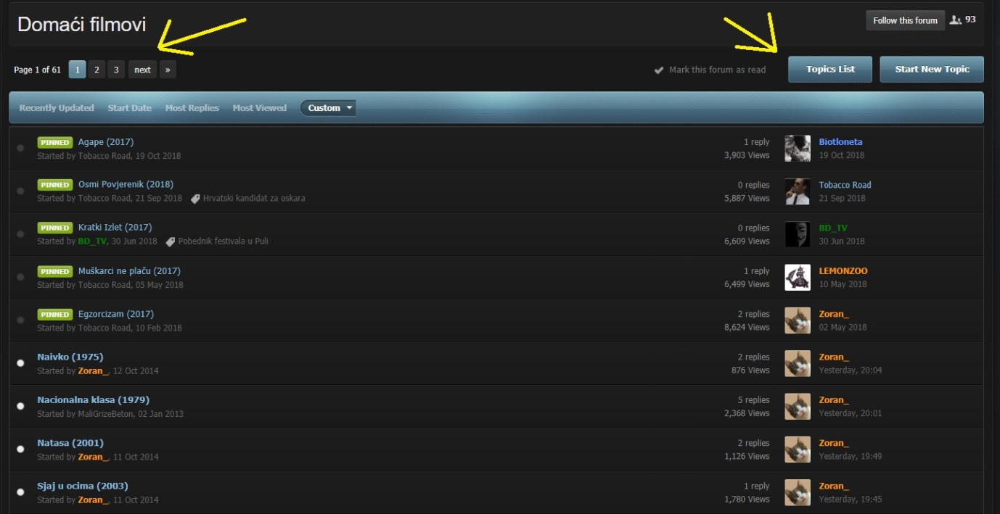 Domaći filmovi
Follow this forum 93
Page 1 of 61 1 2 3 next »
Mark this forum as read Topics List Start New Topic
Recently Updated Start Date Most Replies Most Viewed Custom
PINNED Agape (2017)
Started by Tobacco Road, 19 Oct 2018
1 reply
3,903 Views
Biotloneta
19 Oct 2018
PINNED Osmi Povjerenik (2018)
Started by Tobacco Road, 21 Sep 2018 Hrvatski kandidat za oskara
0 replies
5,887 Views
Tobacco Road
21 Sep 2018
PINNED Kratki Izlet (2017)
Started by BD_TV, 30 Jun 2018 Pobednik festivala u Puli
0 replies
6,609 Views
BD_TV
30 Jun 2018
PINNED Muškarci ne plaču (2017)
Started by Tobacco Road, 05 May 2018
1 reply
6,499 Views
LEMONZOO
10 May 2018
PINNED Egzorcizam (2017)
Started by Tobacco Road, 10 Feb 2018
2 replies
8,624 Views
Zoran_
02 May 2018
Naivko (1975)
Started by Zoran_, 12 Oct 2014
2 replies
876 Views
Zoran_
Yesterday, 20:04
Nacionalna klasa (1979)
Started by MaliGrizeBeton, 02 Jan 2013
5 replies
2,368 Views
Zoran_
Yesterday, 20:01
Natasa (2001)
Started by Zoran_, 11 Oct 2014
2 replies
1,126 Views
Zoran_
Yesterday, 19:49
Sjaj u ocima (2003)
Started by Zoran_, 11 Oct 2014
1 reply
1,780 Views
Zoran_
Yesterday, 19:45